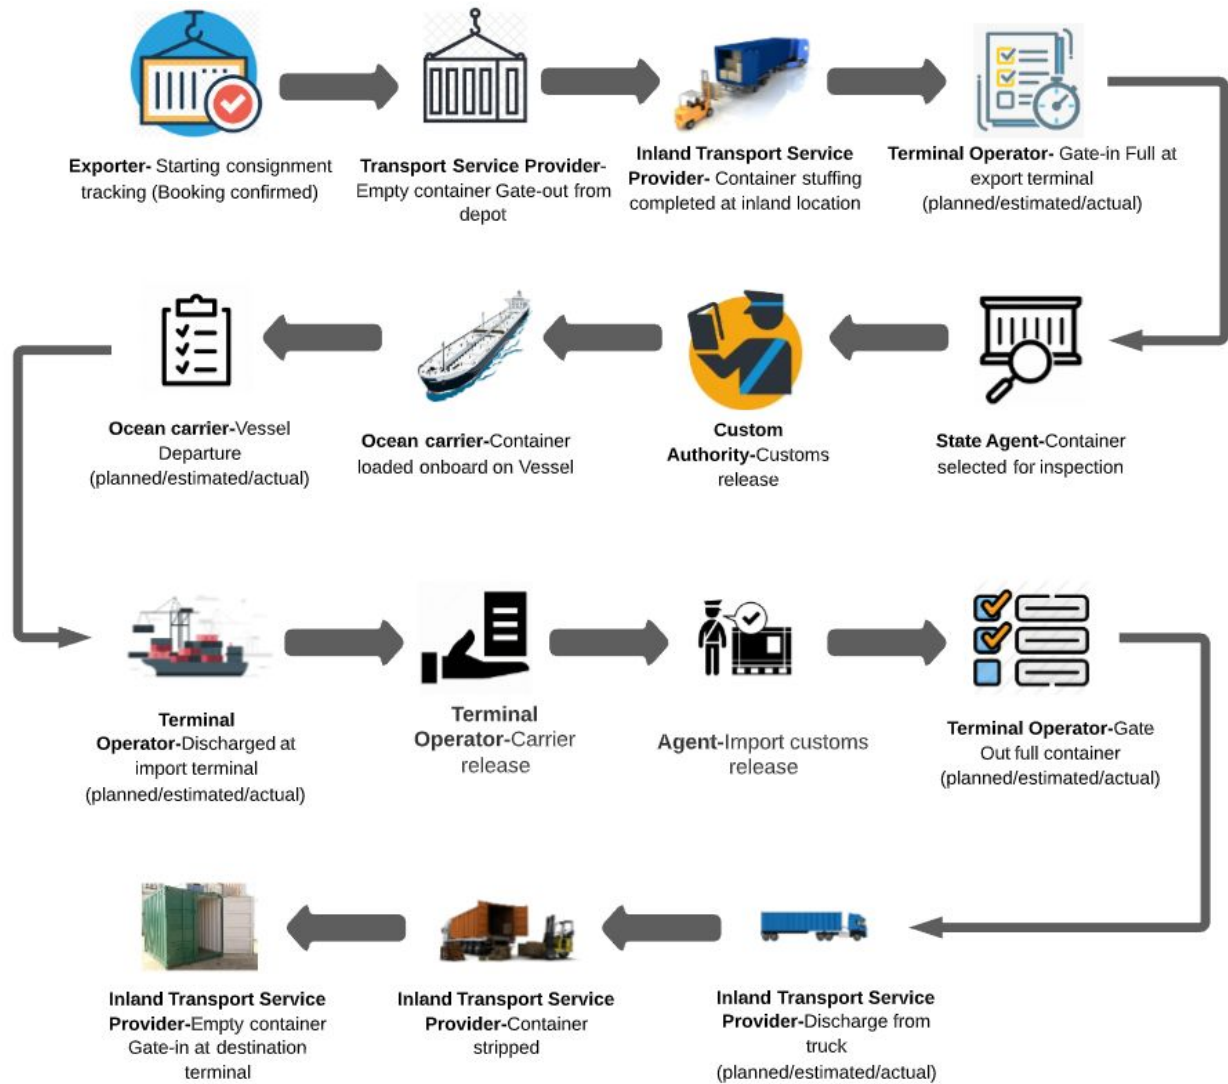 Exporter- Starting consignment
tracking (Booking confirmed)
Transport Service Provider-
Empty container Gate-out from
depot
Inland Transport Service
Provider- Container stuffing
completed at inland location
Terminal Operator- Gate-in Full at
export terminal
(planned/estimated/actual)
State Agent-Container
selected for inspection
Custom
Authority-Customs
release
Ocean carrier-Container
loaded onboard on Vessel
Ocean carrier-Vessel
Departure
(planned/estimated/actual)
Terminal
Operator-Discharged at
import terminal
(planned/estimated/actual)
Terminal
Operator-Carrier
release
Agent-Import customs
release
Terminal Operator-Gate
Out full container
(planned/estimated/actual)
Inland Transport Service
Provider-Discharge from
truck
(planned/estimated/actual)
Inland Transport Service
Provider-Container
stripped
Inland Transport Service
Provider-Empty container
Gate-in at destination
terminal